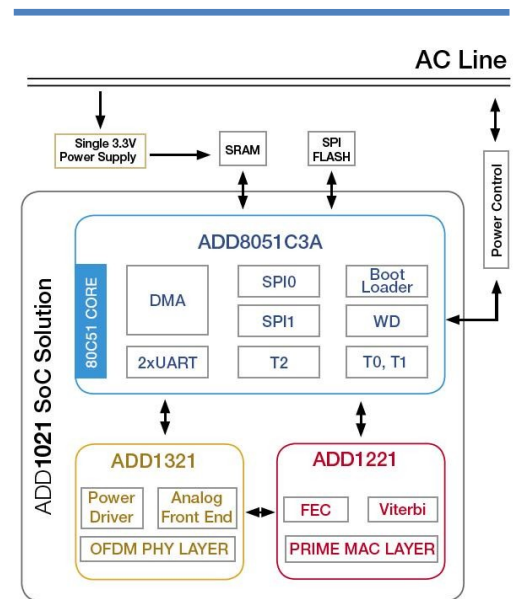 AC Line
Single 3.3V
Power Supply
SRAM
SPI
FLASH
Power Control
ADD1021 SoC Solution
ADD8051C3A
80C51 CORE
DMA
SPI0
Boot
Loader
SPI1
WD
2xUART
T2
T0, T1
ADD1321
Power
Driver
Analog
Front End
OFDM PHY LAYER
ADD1221
FEC
Viterbi
PRIME MAC LAYER